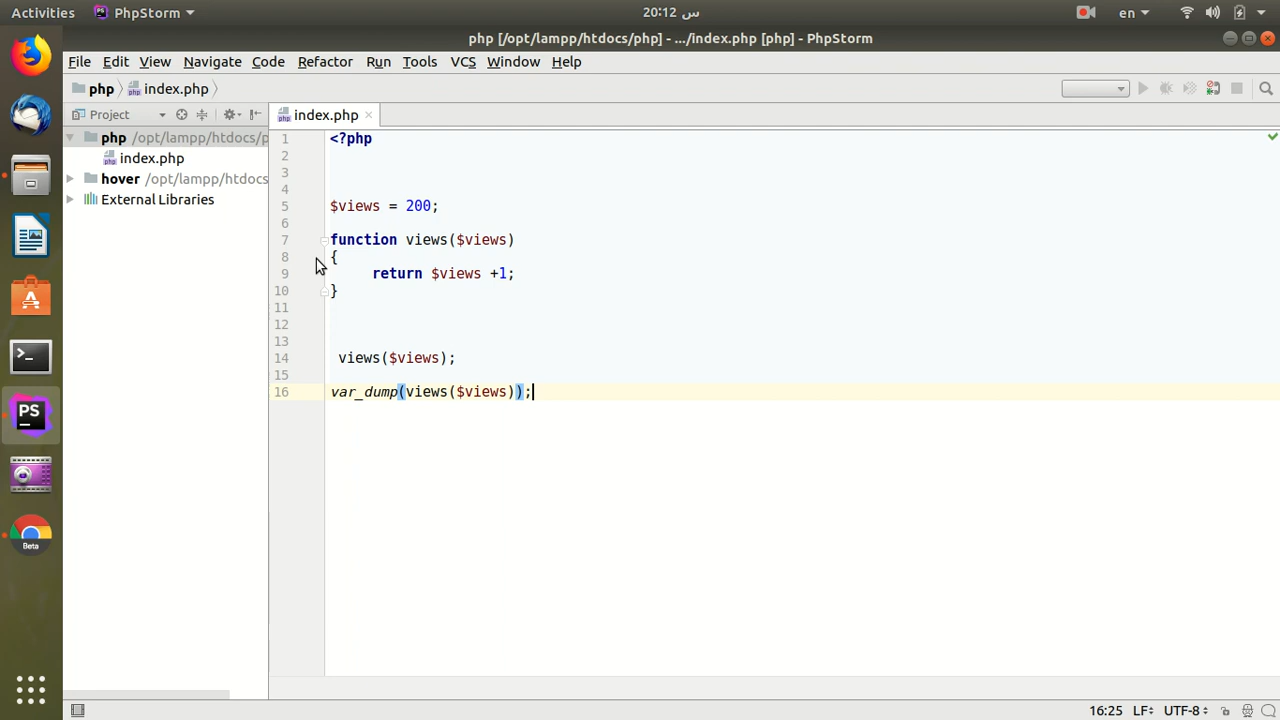 Activities PhpStorm 20:12 س en
php [/opt/lampp/htdocs/php] - .../index.php [php] - PhpStorm
File Edit View Navigate Code Refactor Run Tools VCS Window Help
php index.php
Project index.php
php /opt/lampp/htdocs/p
index.php
hover /opt/lampp/htdocs
External Libraries
1 <?php
2
3
4
5 $views = 200;
6
7 function views($views)
8 {
9 return $views +1;
10 }
11
12
13
14 views($views);
15
16 var_dump(views($views));
PS
Beta
16:25 LF UTF-8